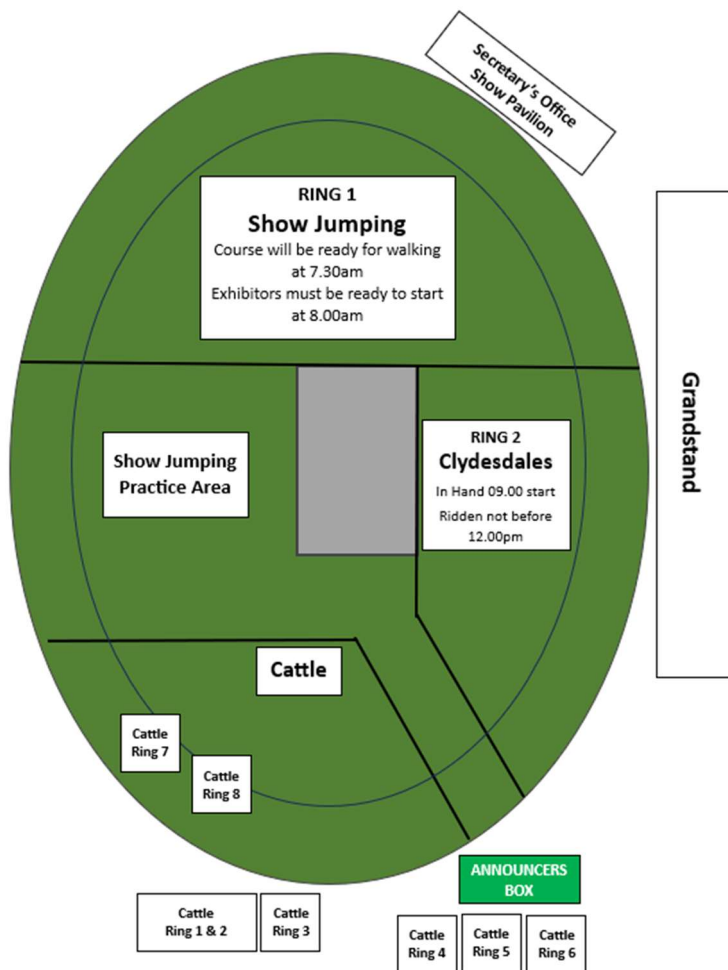 Secretary's Office
Show Pavilion
RING 1
Show Jumping
Course will be ready for walking
at 7.30am
Exhibitors must be ready to start
at 8.00am
Grandstand
Show Jumping
Practice Area
RING 2
Clydesdales
In Hand 09.00 start
Ridden not before
12.00pm
Cattle
Cattle
Ring 7
Cattle
Ring 8
ANNOUNCERS
BOX
Cattle
Ring 1 & 2
Cattle
Ring 3
Cattle
Ring 4
Cattle
Ring 5
Cattle
Ring 6